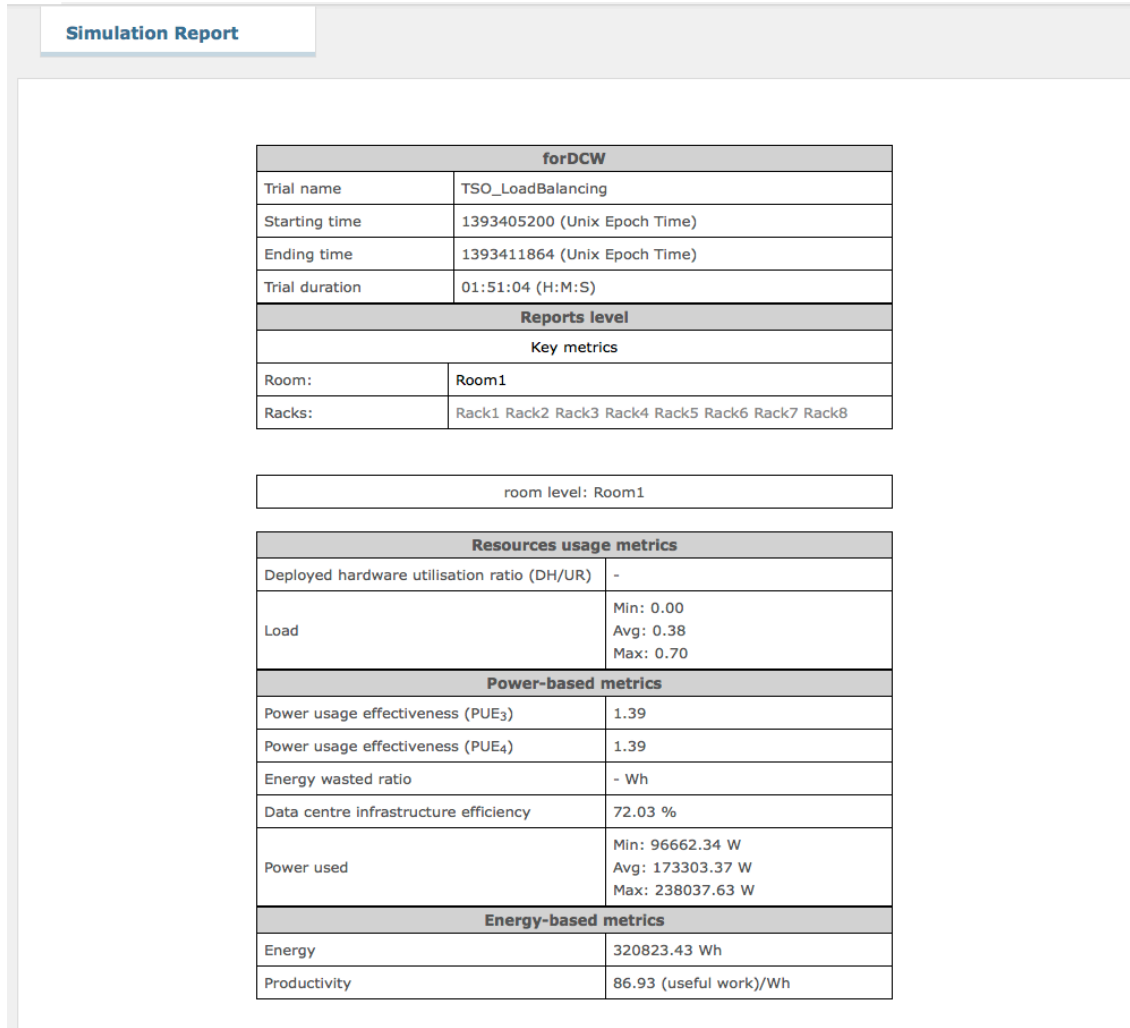 Simulation Report
forDCW
Trial name TSO_LoadBalancing
Starting time 1393405200 (Unix Epoch Time)
Ending time 1393411864 (Unix Epoch Time)
Trial duration 01:51:04 (H:M:S)
Reports level
Key metrics
Room: Room1
Racks: Rack1 Rack2 Rack3 Rack4 Rack5 Rack6 Rack7 Rack8
room level: Room1
Resources usage metrics
Deployed hardware utilisation ratio (DH/UR) -
Load
Min: 0.00
Avg: 0.38
Max: 0.70
Power-based metrics
Power usage effectiveness (PUE₃) 1.39
Power usage effectiveness (PUE₄) 1.39
Energy wasted ratio - Wh
Data centre infrastructure efficiency 72.03 %
Power used
Min: 96662.34 W
Avg: 173303.37 W
Max: 238037.63 W
Energy-based metrics
Energy 320823.43 Wh
Productivity 86.93 (useful work)/Wh